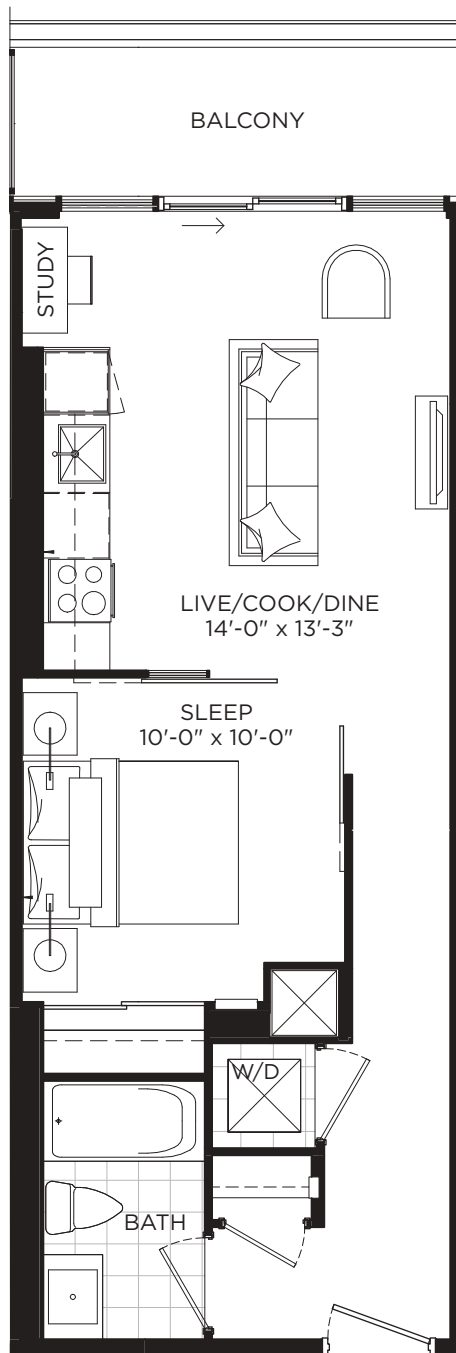 BALCONY
STUDY
LIVE/COOK/DINE
14'-0" x 13'-3"
SLEEP
10'-0" x 10'-0"
W/D
BATH